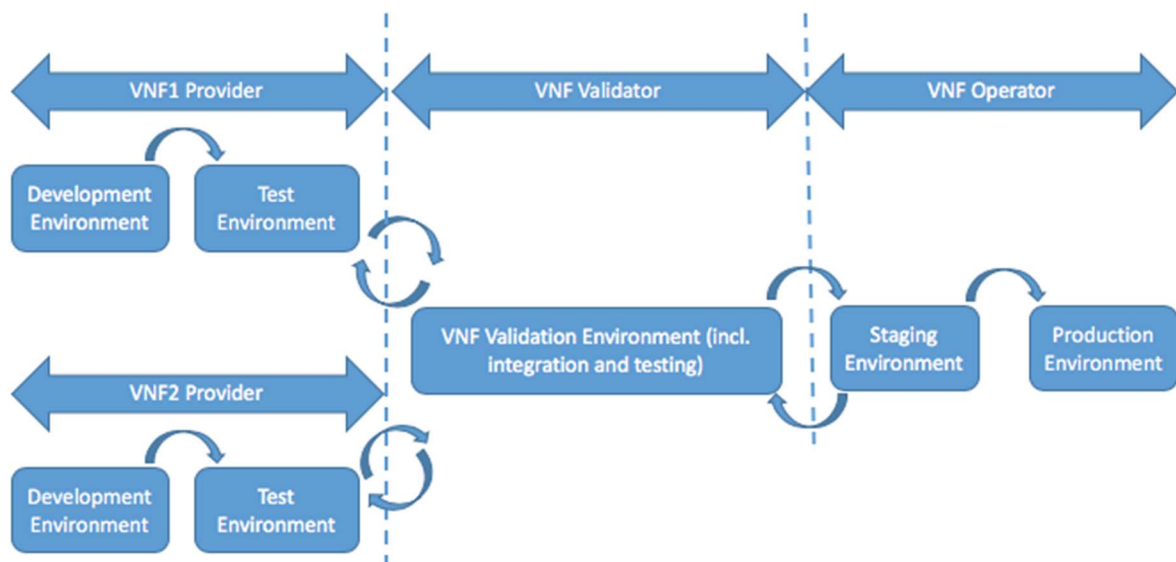 VNF1 Provider
VNF Validator
VNF Operator
Development
Environment
Test
Environment
VNF Validation Environment (incl.
integration and testing)
Staging
Environment
Production
Environment
VNF2 Provider
Development
Environment
Test
Environment